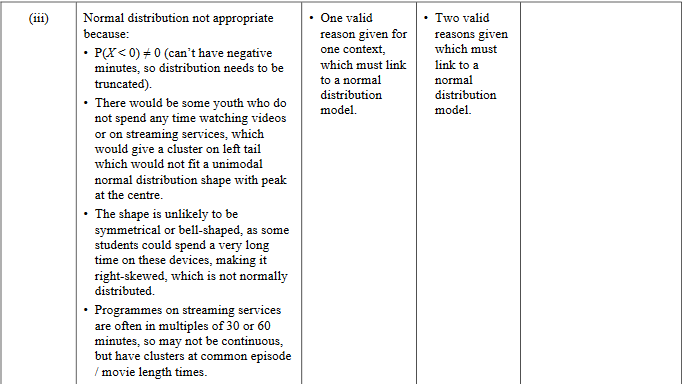 (iii)
Normal distribution not appropriate
because:
• P(X < 0) ≠ 0 (can’t have negative
minutes, so distribution needs to be
truncated).
• There would be some youth who do
not spend any time watching videos
or on streaming services, which
would give a cluster on left tail
which would not fit a unimodal
normal distribution shape with peak
at the centre.
• The shape is unlikely to be
symmetrical or bell-shaped, as some
students could spend a very long
time on these devices, making it
right-skewed, which is not normally
distributed.
• Programmes on streaming services
are often in multiples of 30 or 60
minutes, so may not be continuous,
but have clusters at common episode
/ movie length times.
• One valid
reason given for
one context,
which must link
to a normal
distribution
model.
• Two valid
reasons given
which must
link to a
normal
distribution
model.